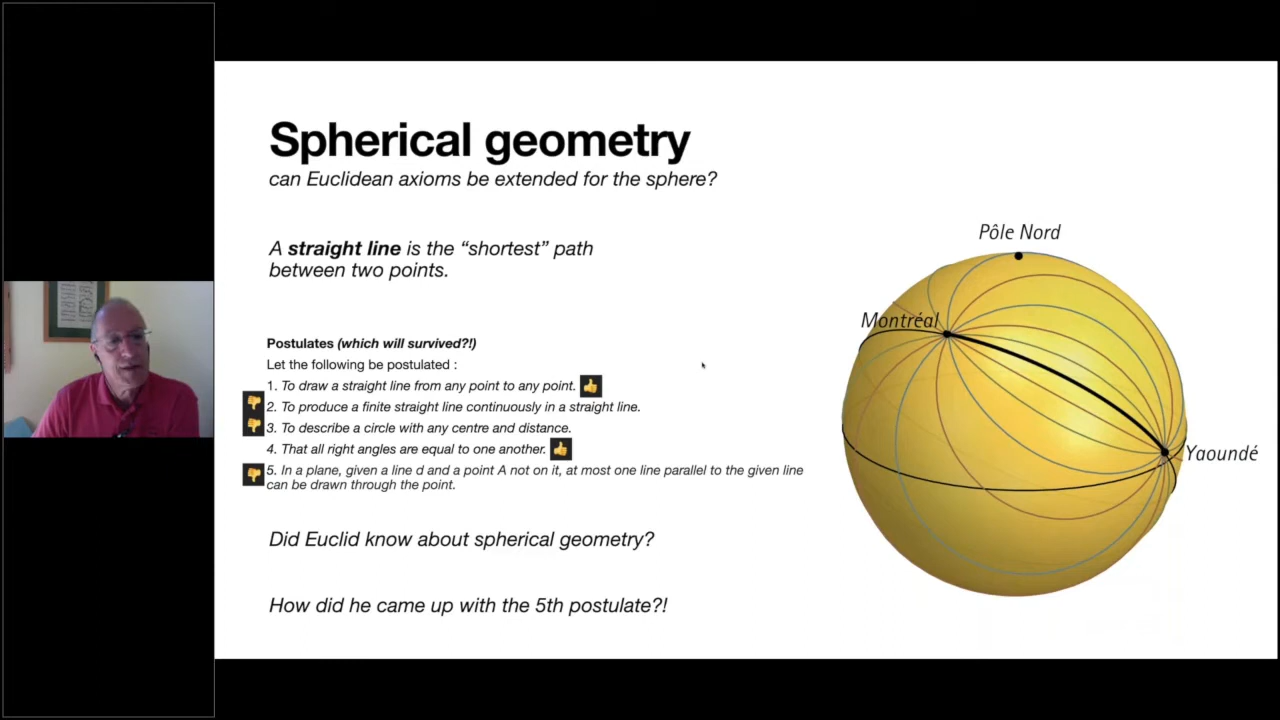 Spherical geometry
can Euclidean axioms be extended for the sphere?
A straight line is the “shortest” path
between two points.
Postulates (which will survived?!)
Let the following be postulated :
1. To draw a straight line from any point to any point.
2. To produce a finite straight line continuously in a straight line.
3. To describe a circle with any centre and distance.
4. That all right angles are equal to one another.
5. In a plane, given a line d and a point A not on it, at most one line parallel to the given line
can be drawn through the point.
Did Euclid know about spherical geometry?
How did he came up with the 5th postulate?!
Pôle Nord
Montréal
Yaoundé